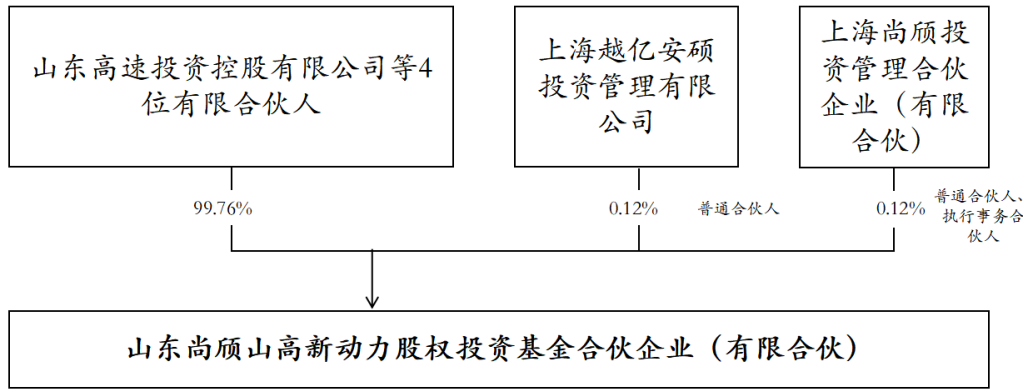 山东高速投资控股有限公司等4
位有限合伙人
上海越亿安硕
投资管理有限
公司
上海尚颀投
资管理合伙
企业（有限
合伙）
99.76%
0.12%
普通合伙人
0.12%
普通合伙人、
执行事务合
伙人
山东尚颀山高新动力股权投资基金合伙企业（有限合伙）